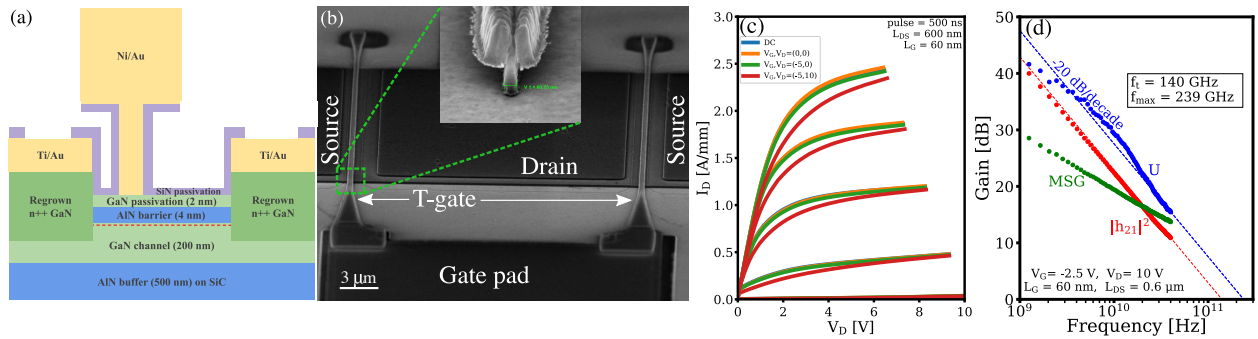 (a)
Ni/Au
Ti/Au
Ti/Au
SiN passivation
GaN passivation (2 nm)
AlN barrier (4 nm)
Regrown
n++ GaN
Regrown
n++ GaN
GaN channel (200 nm)
AlN buffer (500 nm) on SiC
(b)
Source
Drain
Source
T-gate
Gate pad
3 μm
(c)
pulse = 500 ns
L_DS = 600 nm
L_G = 60 nm
DC
V_G,V_D=(0,0)
V_G,V_D=(-5,0)
V_G,V_D=(-5,10)
I_D [A/mm]
3.0
2.5
2.0
1.5
1.0
0.5
0.0
0 2 4 6 8 10
V_D [V]
(d)
-20 dB/decade
f_t = 140 GHz
f_max = 239 GHz
U
MSG
|h_21|^2
V_G= -2.5 V, V_D= 10 V
L_G= 60 nm, L_DS= 0.6 μm
Gain [dB]
50
40
30
20
10
0
10^9 10^10 10^11
Frequency [Hz]